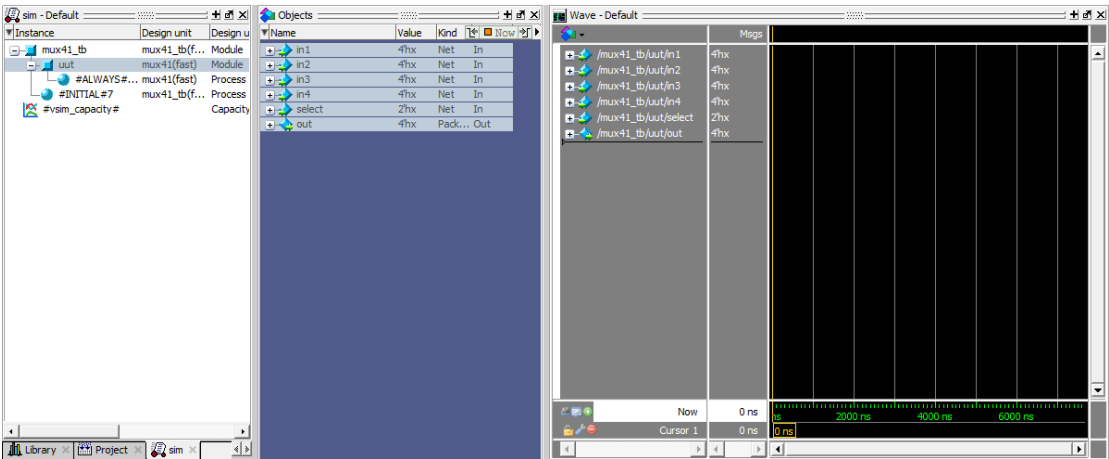 sim - Default
Instance Design unit Design u
mux41_tb mux41_tb(f... Module
uut mux41(fast) Module
#ALWAYS#... mux41(fast) Process
#INITIAL#7 mux41_tb(f... Process
#vsim_capacity# Capacity
Library Project sim
Objects
Name Value Kind Now
in1 4'hx Net In
in2 4'hx Net In
in3 4'hx Net In
in4 4'hx Net In
select 2'hx Net In
out 4'hx Pack... Out
Wave - Default
Msgs
/mux41_tb/uut/in1 4'hx
/mux41_tb/uut/in2 4'hx
/mux41_tb/uut/in3 4'hx
/mux41_tb/uut/in4 4'hx
/mux41_tb/uut/select 2'hx
/mux41_tb/uut/out 4'hx
Now 0 ns ns 2000 ns 4000 ns 6000 ns
Cursor 1 0 ns 0 ns